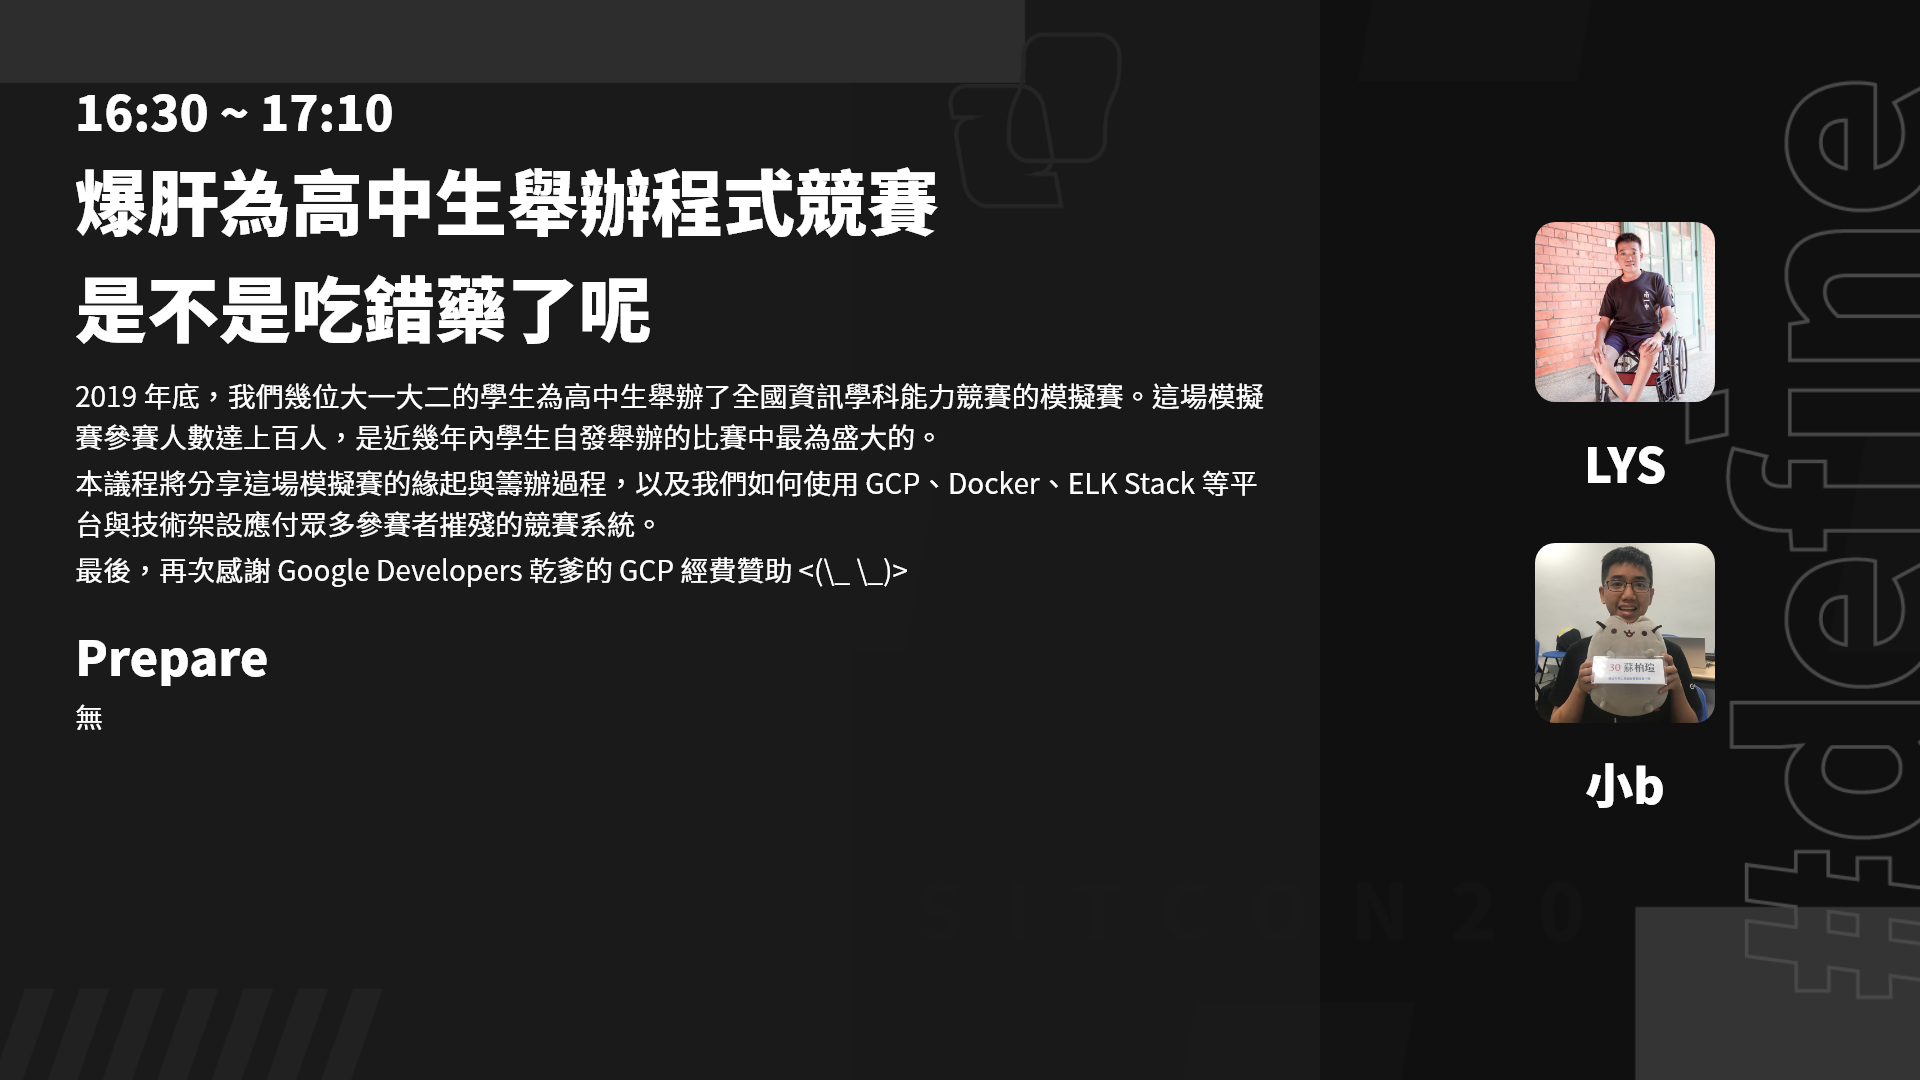 16:30 ~ 17:10
爆肝為高中生舉辦程式競賽
是不是吃錯藥了呢
2019 年底，我們幾位大一大二的學生為高中生舉辦了全國資訊學科能力競賽的模擬賽。這場模擬
賽參賽人數達上百人，是近幾年內學生自發舉辦的比賽中最為盛大的。
本議程將分享這場模擬賽的緣起與籌辦過程，以及我們如何使用 GCP、Docker、ELK Stack 等平
台與技術架設應付眾多參賽者摧殘的競賽系統。
最後，再次感謝 Google Developers 乾爹的 GCP 經費贊助 <(\_ \_)>
Prepare
無
LYS
30 蘇柏瑄
小b
#define
SITCON20